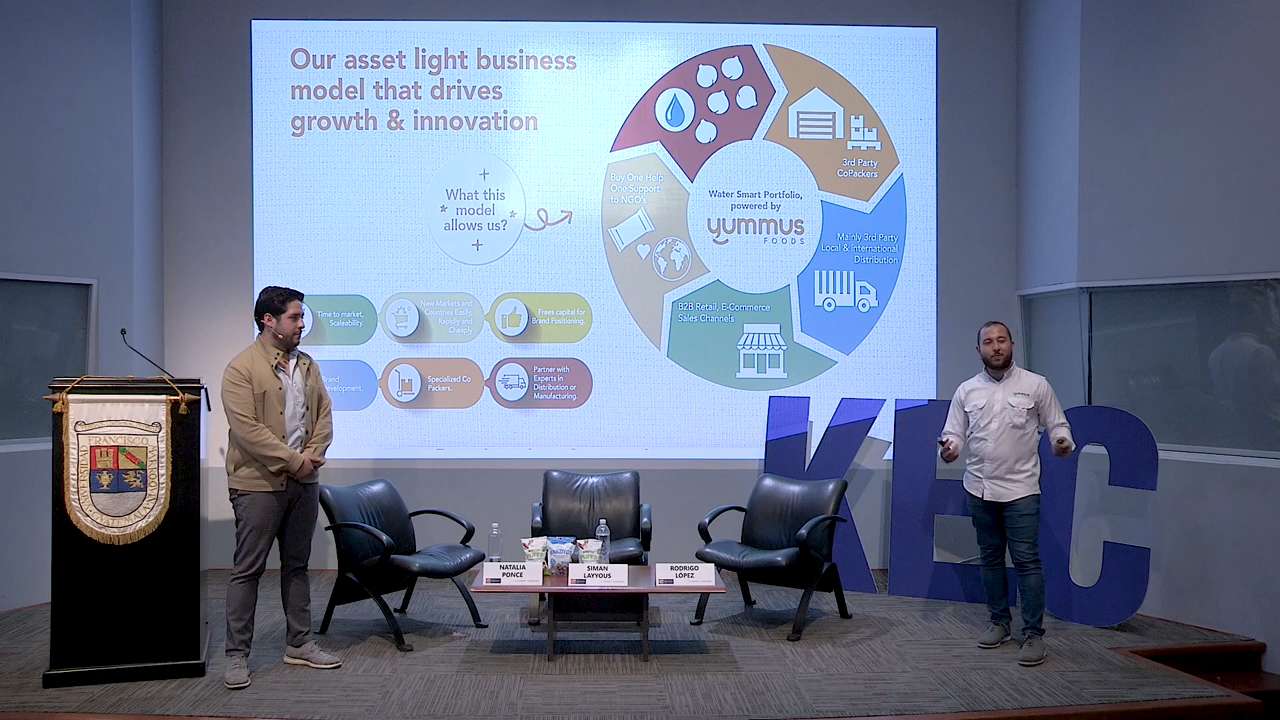 Our asset light business
model that drives
growth & innovation
What this
model
allows us?
3rd Party
CoPackers
Buy One Help
One Support
to NGO's
Water Smart Portfolio,
powered by
yummus
FOODS
Mainly 3rd Party
Local & international
Distribution
B2B Retail, E-Commerce
Sales Channels
Time to market,
Scaleability.
New Markets and
Countries Easily,
Rapidly and
Cheaply
Frees capital for
Brand Positioning.
Brand
Specialized Co
Packers.
Partner with
Experts in
Distribution or
Manufacturing.
KEC
FRANCISCO
NATALIA
PONCE
SIMAN
LAYYOUS
RODRIGO
LÓPEZ